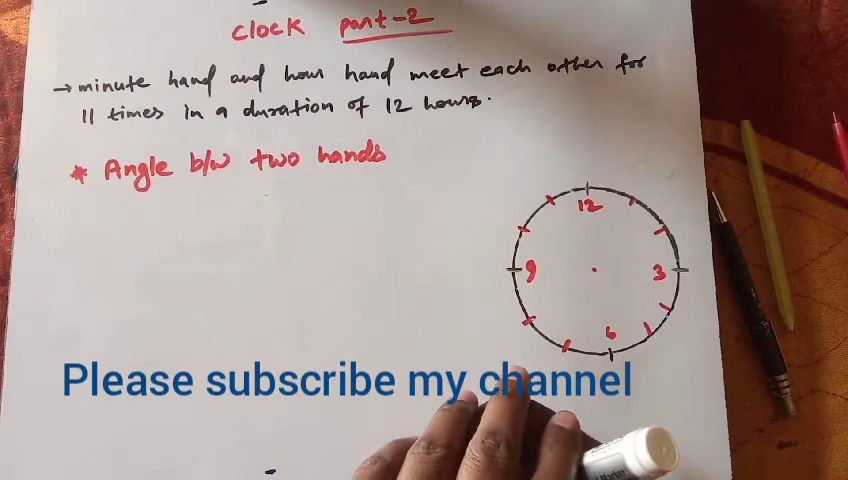 clock part-2
→ minute hand and hour hand meet each other for
11 times in a duration of 12 hours.
* Angle b/w two hands
12
9
3
6
Please subscribe my channel